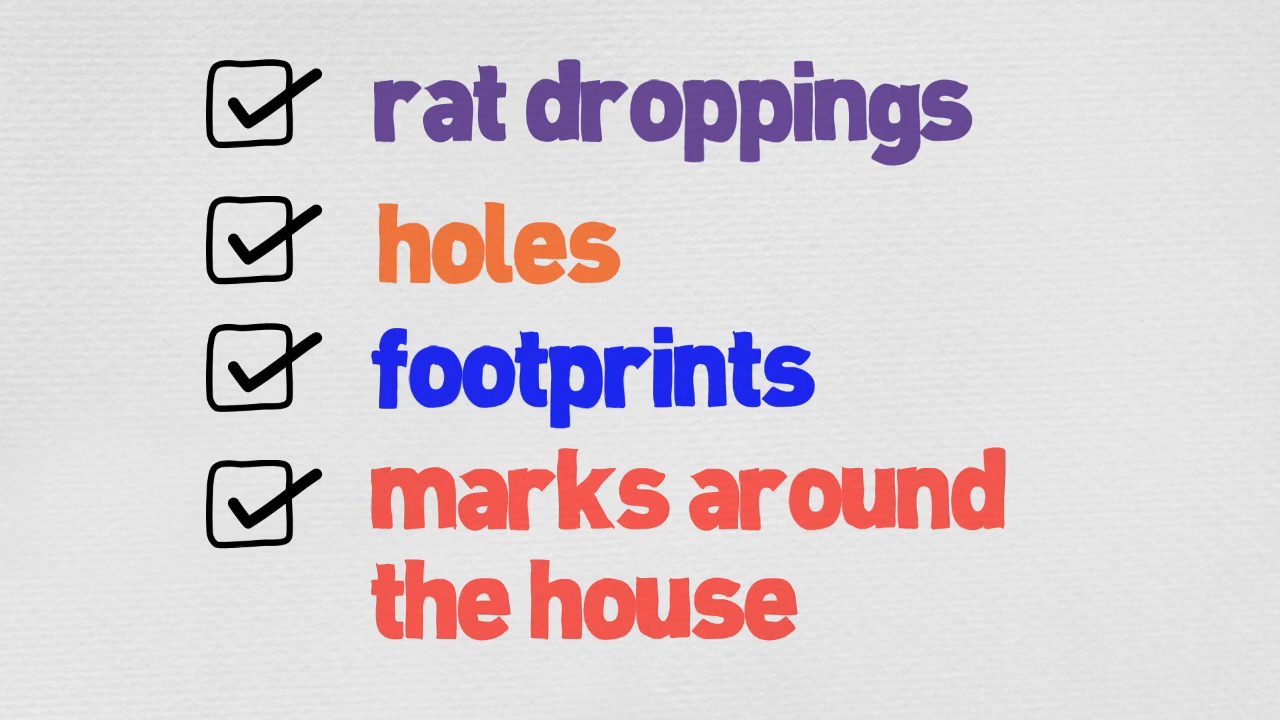 rat droppings
holes
footprints
marks around
the house